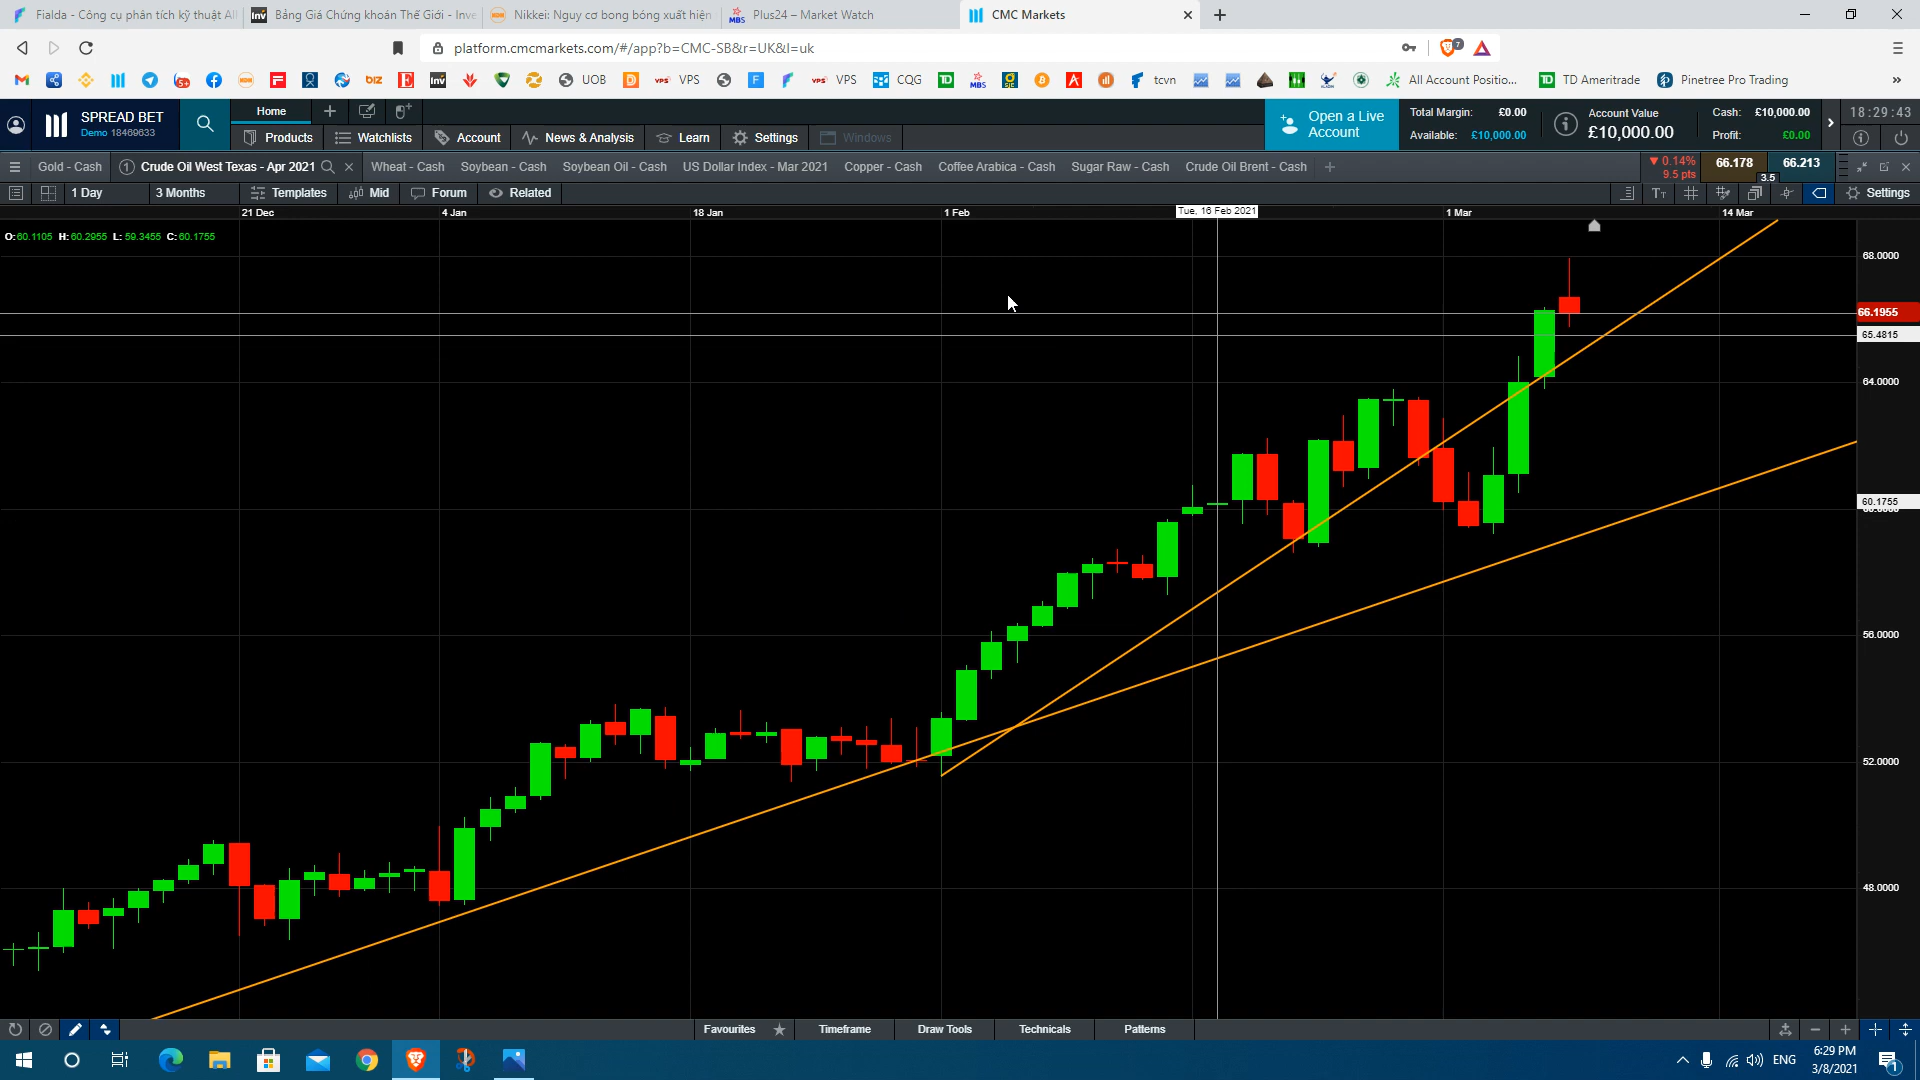 Fialda - Công cụ phân tích kỹ thuật Al
Bảng Giá Chứng khoán Thế Giới - Inve
Nikkei: Nguy cơ bong bóng xuất hiện
Plus24 – Market Watch
CMC Markets
platform.cmcmarkets.com/#/app?b=CMC-SB&r=UK&l=uk
UOB
VPS
VPS
CQG
tcvn
All Account Positio...
TD Ameritrade
Pinetree Pro Trading
SPREAD BET
Demo 18469633
Home
Products
Watchlists
Account
News & Analysis
Learn
Settings
Windows
Open a Live Account
Total Margin: £0.00
Available: £10,000.00
Account Value
£10,000.00
Cash: £10,000.00
Profit: £0.00
18:29:43
Gold - Cash
1 Crude Oil West Texas - Apr 2021
Wheat - Cash
Soybean - Cash
Soybean Oil - Cash
US Dollar Index - Mar 2021
Copper - Cash
Coffee Arabica - Cash
Sugar Raw - Cash
Crude Oil Brent - Cash
▼0.14%
9.5 pts
66.178
66.213
3.5
1 Day
3 Months
Templates
Mid
Forum
Related
Settings
21 Dec
4 Jan
18 Jan
1 Feb
Tue, 16 Feb 2021
1 Mar
14 Mar
O:60.1105 H:60.2955 L:59.3455 C:60.1755
68.0000
66.1955
65.4815
64.0000
60.1755
56.0000
52.0000
48.0000
Favourites
Timeframe
Draw Tools
Technicals
Patterns
ENG
6:29 PM
3/8/2021
1